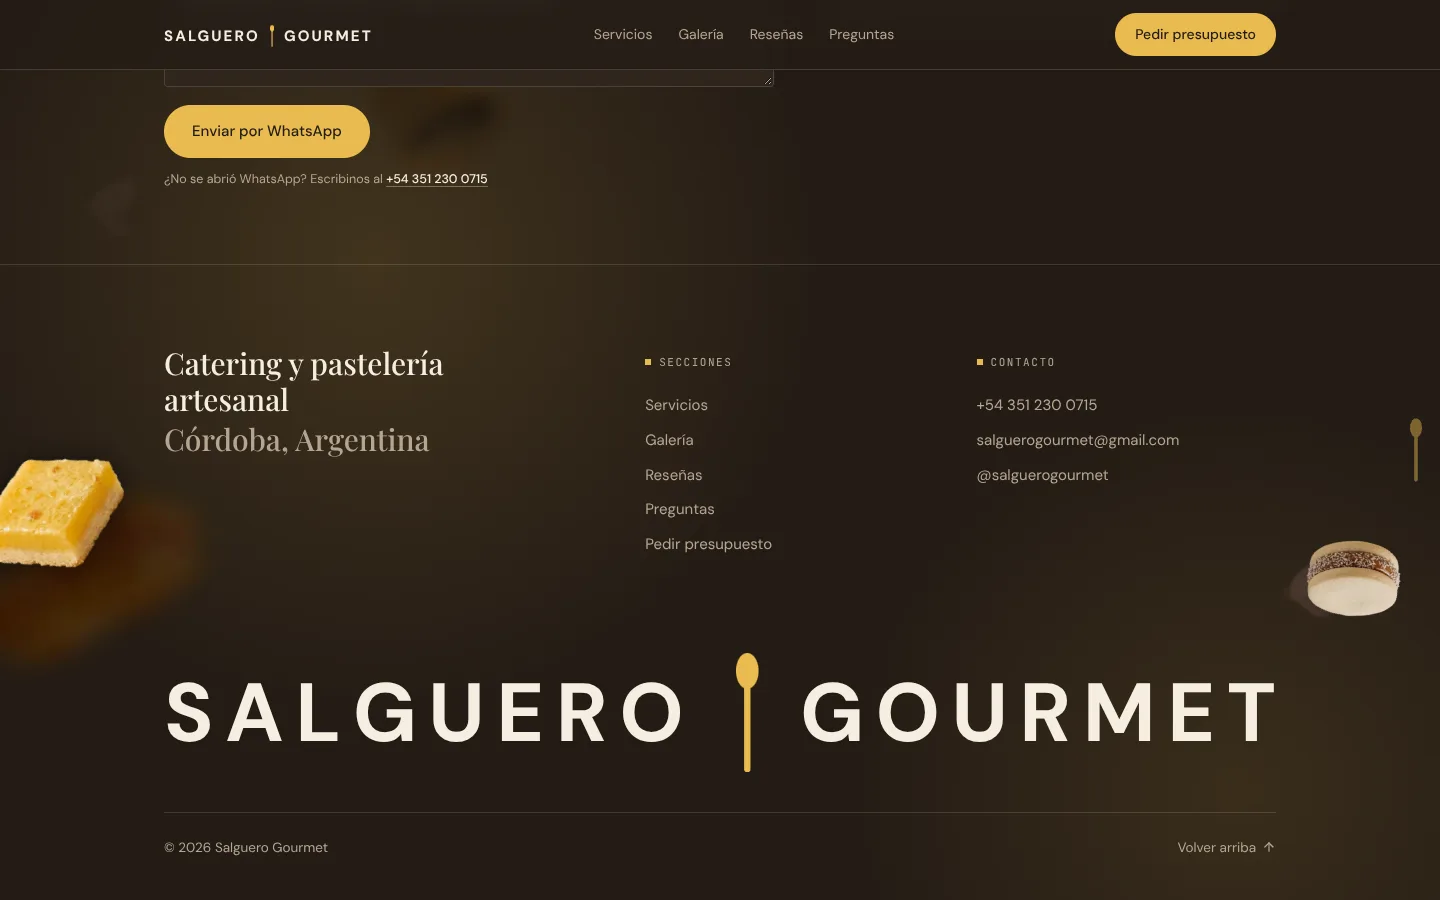 SALGUERO GOURMET
Servicios Galería Reseñas Preguntas
Pedir presupuesto
Enviar por WhatsApp
¿No se abrió WhatsApp? Escribinos al +54 351 230 0715
Catering y pastelería
artesanal
Córdoba, Argentina
SECCIONES
Servicios
Galería
Reseñas
Preguntas
Pedir presupuesto
CONTACTO
+54 351 230 0715
salguerogourmet@gmail.com
@salguerogourmet
SALGUERO GOURMET
© 2026 Salguero Gourmet
Volver arriba ↑